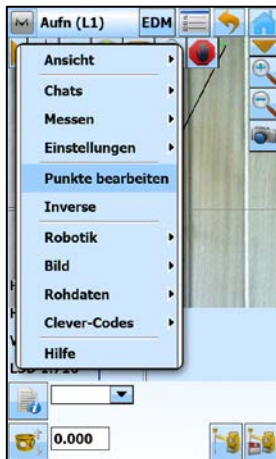 Aufn (L1) EDM
Ansicht
Chats
Messen
Einstellungen
Punkte bearbeiten
Inverse
Robotik
Bild
Rohdaten
Clever-Codes
Hilfe
0.000